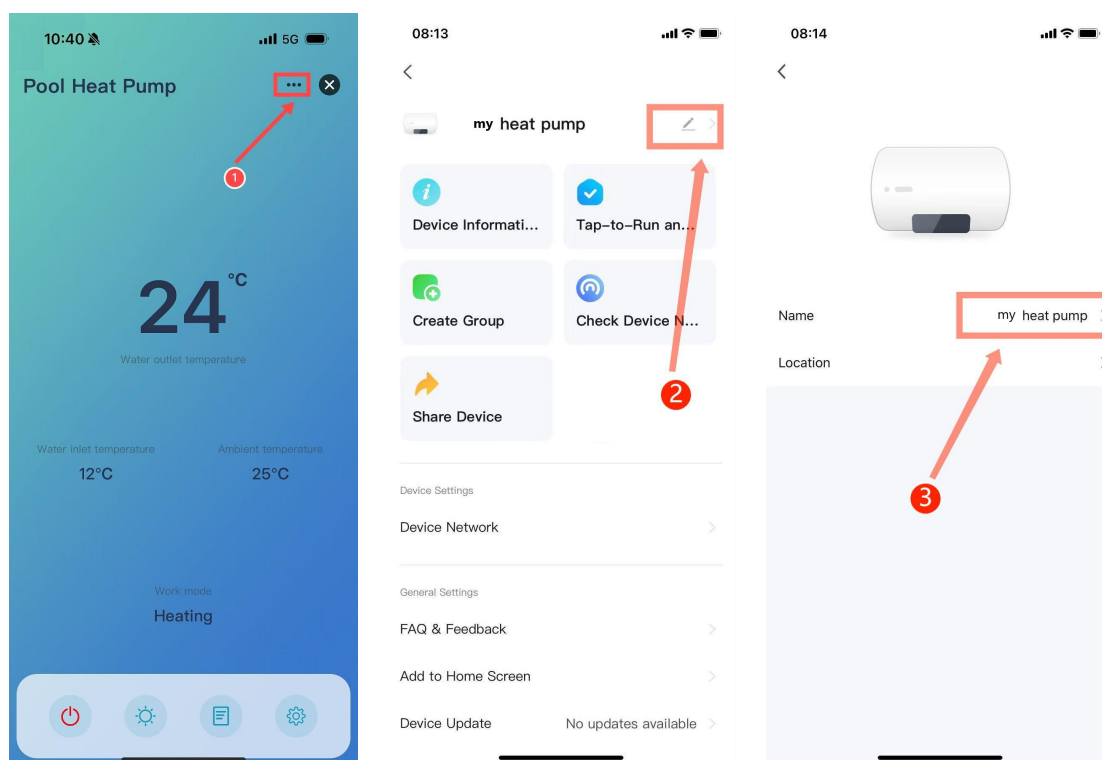 10:40
5G
Pool Heat Pump
1
24
°C
Water outlet temperature
Water inlet temperature
Ambient temperature
12°C
25°C
Work mode
Heating
08:13
my heat pump
Device Informati...
Tap-to-Run an...
Create Group
Check Device N...
Share Device
2
Device Settings
Device Network
General Settings
FAQ & Feedback
Add to Home Screen
Device Update
No updates available
08:14
Name
my heat pump
Location
3